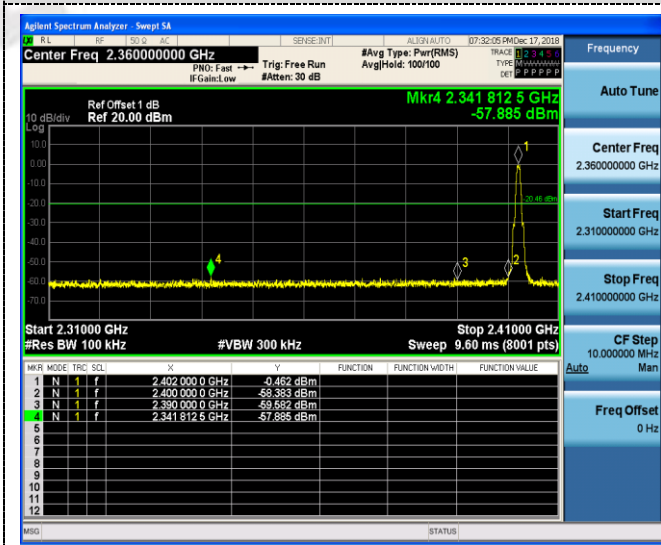 Agilent Spectrum Analyzer - Swept SA
RL RF 50 Ω AC SENSE:INT ALIGN AUTO 07:32:05 PM Dec 17, 2018
Center Freq 2.360000000 GHz #Avg Type: Pwr(RMS) TRACE 1 2 3 4 5 6
PNO: Fast Trig: Free Run Avg|Hold: 100/100 TYPE M
IFGain:Low #Atten: 30 dB DET P P P P P P
Mkr4 2.341 812 5 GHz
-57.885 dBm
Ref Offset 1 dB
10 dB/div Ref 20.00 dBm
Log
10.0
0.00
-10.0
-20.0
-30.0
-40.0
-50.0
-60.0
-70.0
1
-20.46 dBm
4
3
2
Start 2.31000 GHz Stop 2.41000 GHz
#Res BW 100 kHz #VBW 300 kHz Sweep 9.60 ms (8001 pts)
MKR MODE TRC SCL X Y FUNCTION FUNCTION WIDTH FUNCTION VALUE
1 N 1 f 2.402 000 0 GHz -0.462 dBm
2 N 1 f 2.400 000 0 GHz -58.383 dBm
3 N 1 f 2.390 000 0 GHz -59.582 dBm
4 N 1 f 2.341 812 5 GHz -57.885 dBm
5
6
7
8
9
10
11
12
MSG STATUS
Frequency
Auto Tune
Center Freq
2.360000000 GHz
Start Freq
2.310000000 GHz
Stop Freq
2.410000000 GHz
CF Step
10.000000 MHz
Auto Man
Freq Offset
0 Hz